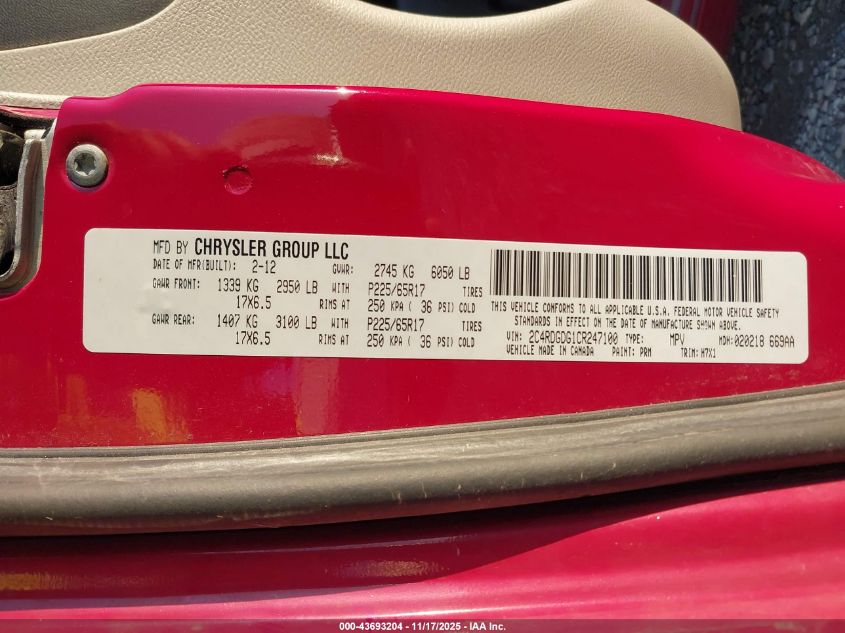 MFD BY CHRYSLER GROUP LLC
DATE OF MFR(BUILT): 2-12 GVWR: 2745 KG 6050 LB
GAWR FRONT: 1339 KG 2950 LB WITH P225/65R17 TIRES
17X6.5 RIMS AT 250 KPA ( 36 PSI) COLD
GAWR REAR: 1407 KG 3100 LB WITH P225/65R17 TIRES
17X6.5 RIMS AT 250 KPA ( 36 PSI) COLD
THIS VEHICLE CONFORMS TO ALL APPLICABLE U.S.A. FEDERAL MOTOR VEHICLE SAFETY
STANDARDS IN EFFECT ON THE DATE OF MANUFACTURE SHOWN ABOVE.
VIN: 2C4RDGDG1CR247100 TYPE: MPV MDH:020218 669AA
VEHICLE MADE IN CANADA PAINT: PRM TRIM:H7X1
000-43693204 - 11/17/2025 - IAA Inc.